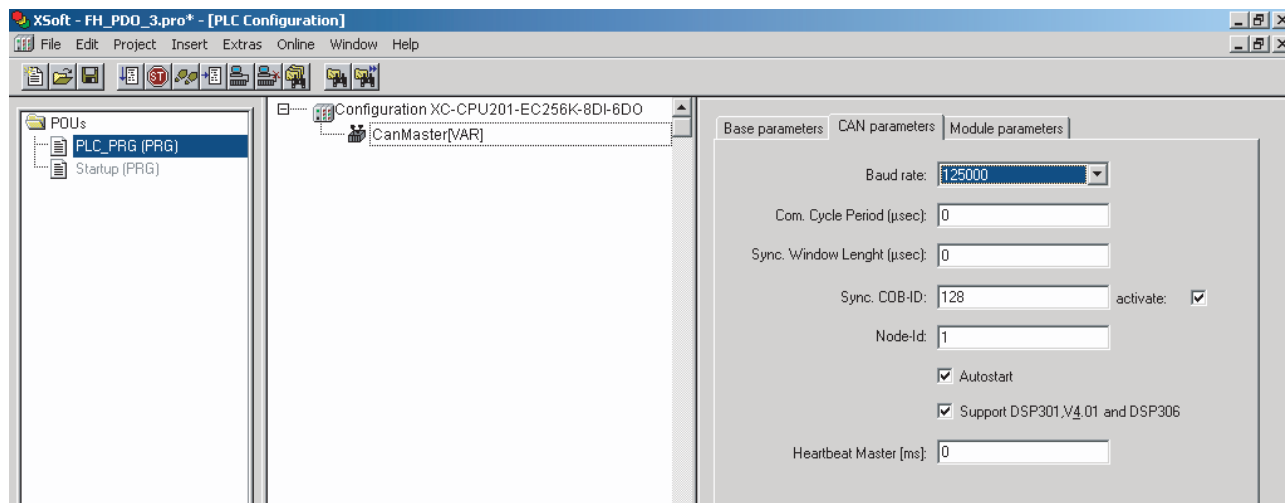 XSoft - FH_PDO_3.pro* - [PLC Configuration]
File Edit Project Insert Extras Online Window Help
ST
POUs
PLC_PRG (PRG)
Startup (PRG)
Configuration XC-CPU201-EC256K-8DI-6DO
CanMaster[VAR]
Base parameters CAN parameters Module parameters
Baud rate: 125000
Com. Cycle Period (µsec): 0
Sync. Window Lenght (µsec): 0
Sync. COB-ID: 128 activate:
Node-Id: 1
Autostart
Support DSP301,V4.01 and DSP306
Heartbeat Master [ms]: 0